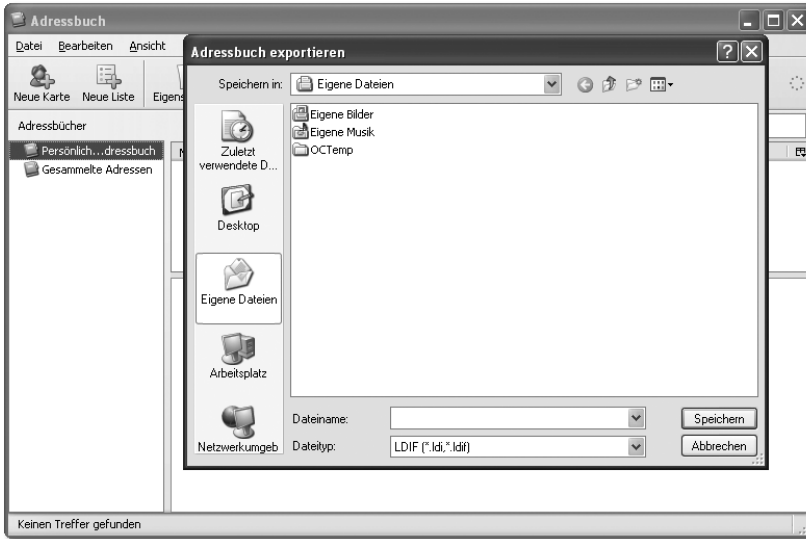 Adressbuch
Datei Bearbeiten Ansicht
Neue Karte Neue Liste Eigens
Adressbücher
Persönlich...dressbuch
Gesammelte Adressen
Adressbuch exportieren
Speichern in: Eigene Dateien
Zuletzt
verwendete D...
Desktop
Eigene Dateien
Arbeitsplatz
Netzwerkumgeb
Eigene Bilder
Eigene Musik
OCTemp
Dateiname:
Speichern
Dateityp: LDIF (*.ldi,*.ldif)
Abbrechen
Keinen Treffer gefunden